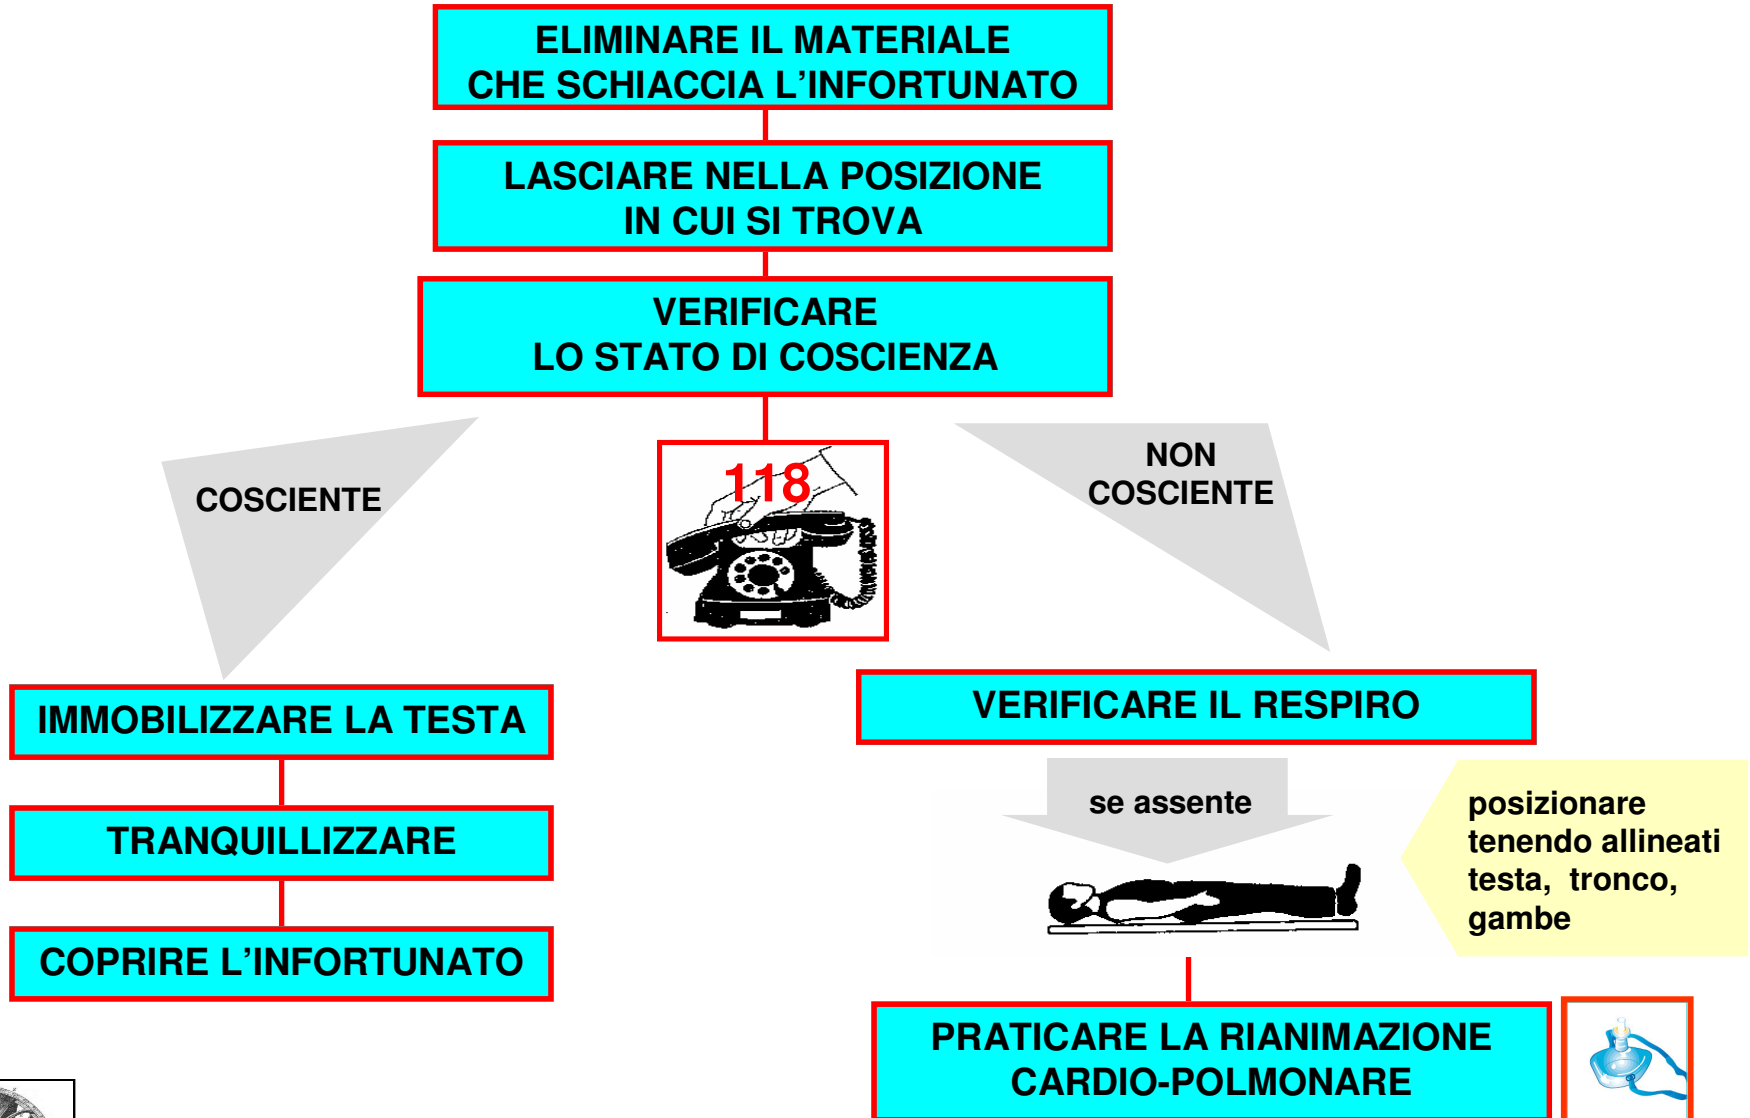 ELIMINARE IL MATERIALE
CHE SCHIACCIA L'INFORTUNATO
LASCIARE NELLA POSIZIONE
IN CUI SI TROVA
VERIFICARE
LO STATO DI COSCIENZA
118
COSCIENTE
NON
COSCIENTE
IMMOBILIZZARE LA TESTA
TRANQUILLIZZARE
COPRIRE L'INFORTUNATO
VERIFICARE IL RESPIRO
se assente
posizionare
tenendo allineati
testa, tronco,
gambe
PRATICARE LA RIANIMAZIONE
CARDIO-POLMONARE